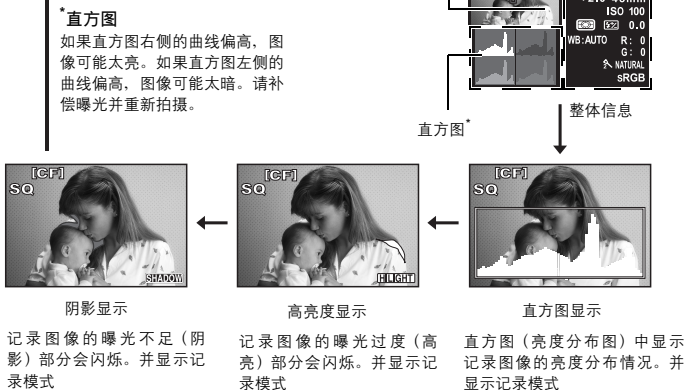 *直方图
如果直方图右侧的曲线偏高，图
像可能太亮。如果直方图左侧的
曲线偏高，图像可能太暗。请补
偿曝光并重新拍摄。
ISO 100
0.0
WB:AUTO R: 0
G: 0
NATURAL
sRGB
直方图*
整体信息
[CF]
SQ
SHADOW
[CF]
SQ
HILIGHT
[CF]
SQ
阴影显示
高亮度显示
直方图显示
记录图像的曝光不足（阴
影）部分会闪烁。并显示记
录模式
记录图像的曝光过度（高
亮）部分会闪烁。并显示记
录模式
直方图（亮度分布图）中显示
记录图像的亮度分布情况。并
显示记录模式